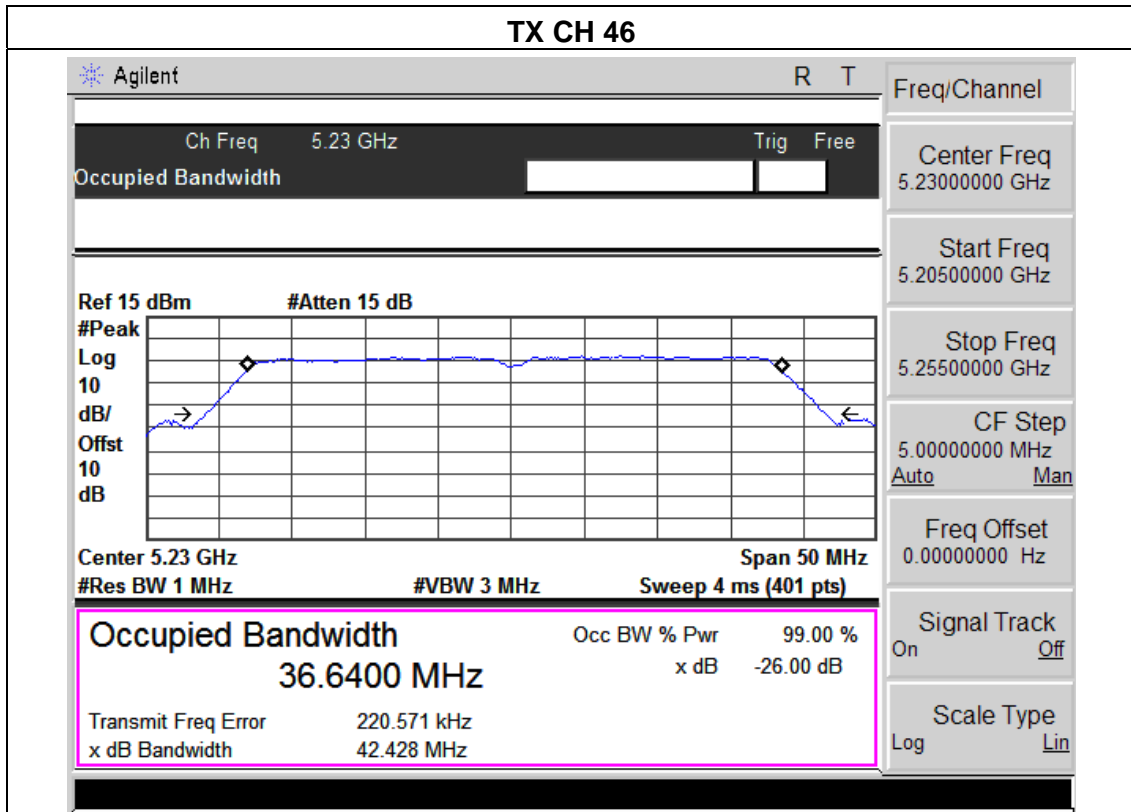 TX CH 46
Agilent R T
Ch Freq 5.23 GHz Trig Free
Occupied Bandwidth
Ref 15 dBm #Atten 15 dB
#Peak
Log
10
dB/
Offst
10
dB
Center 5.23 GHz Span 50 MHz
#Res BW 1 MHz #VBW 3 MHz Sweep 4 ms (401 pts)
Occupied Bandwidth
36.6400 MHz
Occ BW % Pwr 99.00 %
x dB -26.00 dB
Transmit Freq Error 220.571 kHz
x dB Bandwidth 42.428 MHz
Freq/Channel
Center Freq
5.23000000 GHz
Start Freq
5.20500000 GHz
Stop Freq
5.25500000 GHz
CF Step
5.00000000 MHz
Auto Man
Freq Offset
0.00000000 Hz
Signal Track
On Off
Scale Type
Log Lin